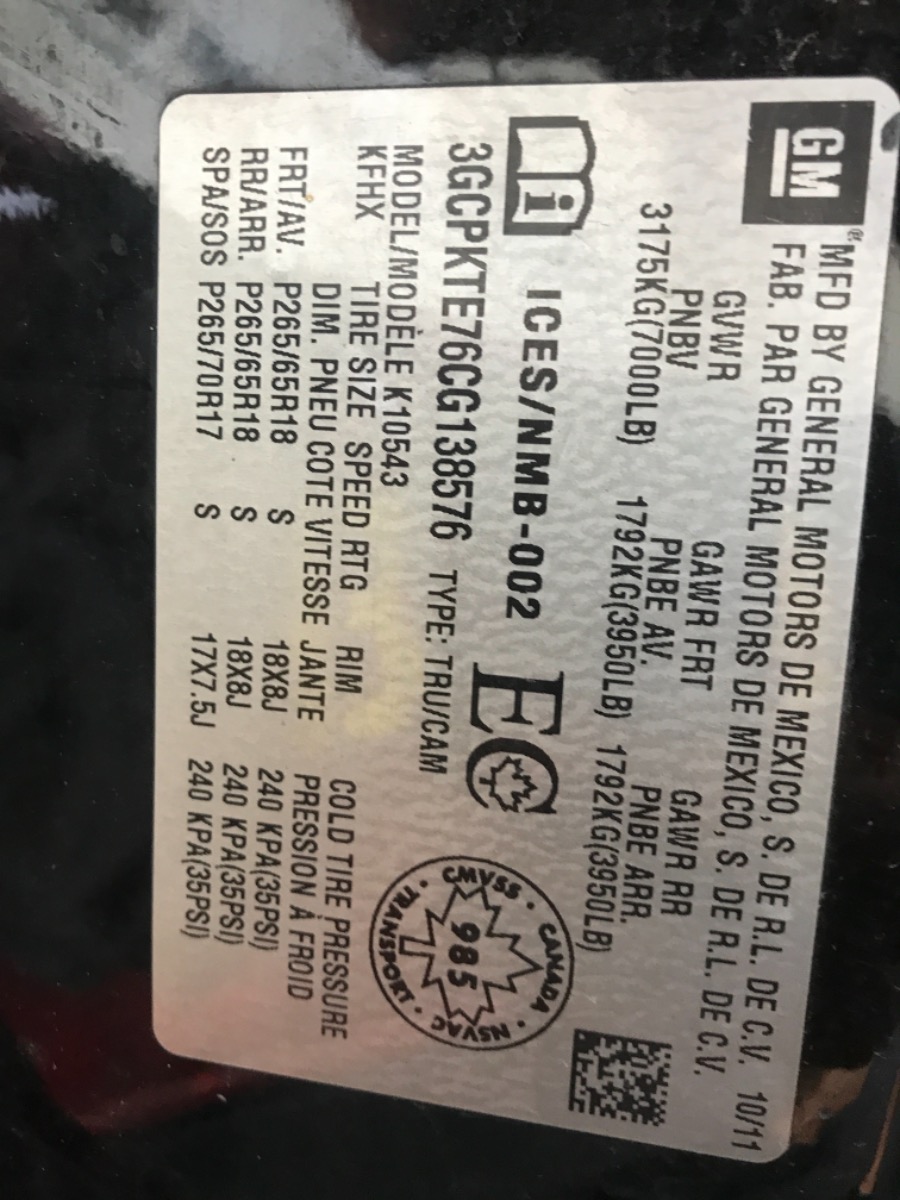 GM
® MFD BY GENERAL MOTORS DE MEXICO, S. DE R.L. DE C.V. 10/11
FAB. PAR GENERAL MOTORS DE MEXICO, S. DE R.L. DE C.V.
GVWR GAWR FRT GAWR RR
PNBV PNBE AV. PNBE ARR.
3175KG(7000LB) 1792KG(3950LB) 1792KG(3950LB)
i ICES/NMB-002 EC
CANADA · NSVAC · TRANSPORT · CMVSS ·
985
3GCPKTE76CG138576 TYPE: TRU/CAM
MODEL/MODÈLE K10543
KFHX TIRE SIZE SPEED RTG RIM COLD TIRE PRESSURE
DIM. PNEU COTE VITESSE JANTE PRESSION À FROID
FRT/AV. P265/65R18 S 18X8J 240 KPA(35PSI)
RR/ARR. P265/65R18 S 18X8J 240 KPA(35PSI)
SPA/SOS P265/70R17 S 17X7.5J 240 KPA(35PSI)